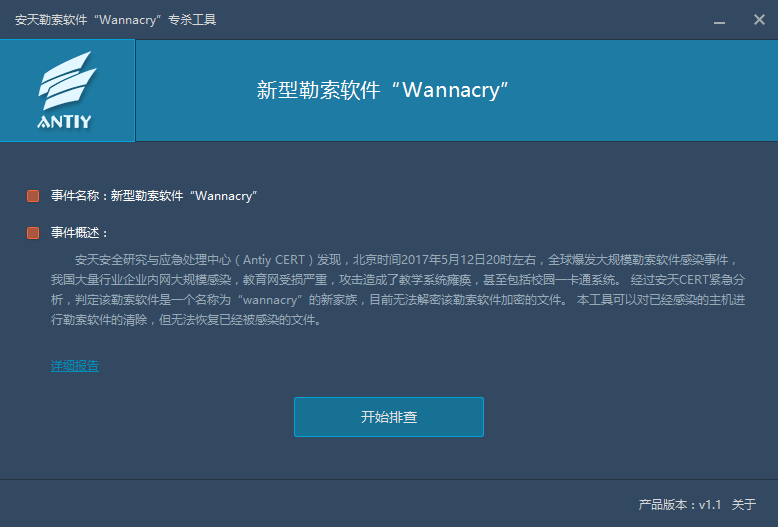 安天勒索软件“Wannacry”专杀工具
ANTIY
新型勒索软件“Wannacry”
事件名称：新型勒索软件“Wannacry”
事件概述：
安天安全研究与应急处理中心（Antiy CERT）发现，北京时间2017年5月12日20时左右，全球爆发大规模勒索软件感染事件，
我国大量行业企业内网大规模感染，教育网受损严重，攻击造成了教学系统瘫痪，甚至包括校园一卡通系统。 经过安天CERT紧急分
析，判定该勒索软件是一个名称为“wannacry”的新家族，目前无法解密该勒索软件加密的文件。 本工具可以对已经感染的主机进
行勒索软件的清除，但无法恢复已经被感染的文件。
详细报告
开始排查
产品版本：v1.1 关于